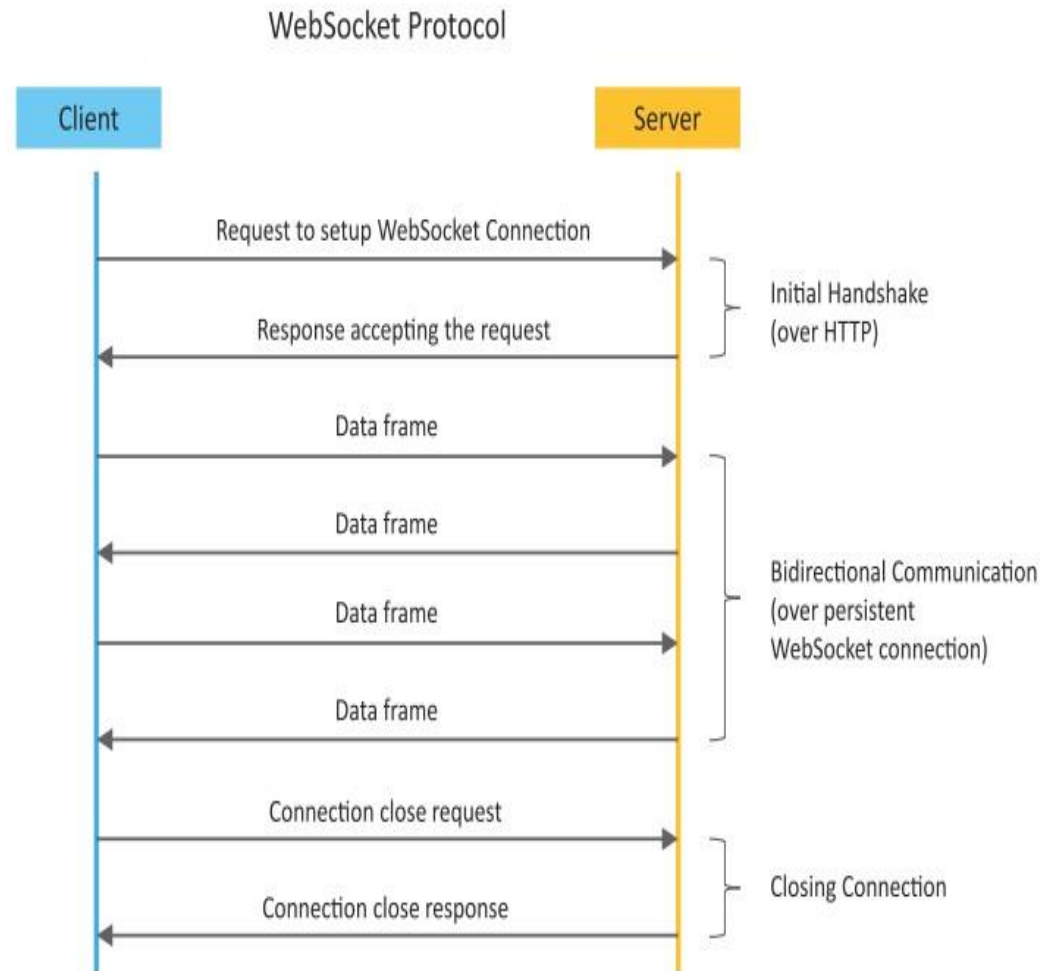 WebSocket Protocol
Client
Server
Request to setup WebSocket Connection
Response accepting the request
Initial Handshake
(over HTTP)
Data frame
Data frame
Data frame
Data frame
Bidirectional Communication
(over persistent
WebSocket connection)
Connection close request
Connection close response
Closing Connection